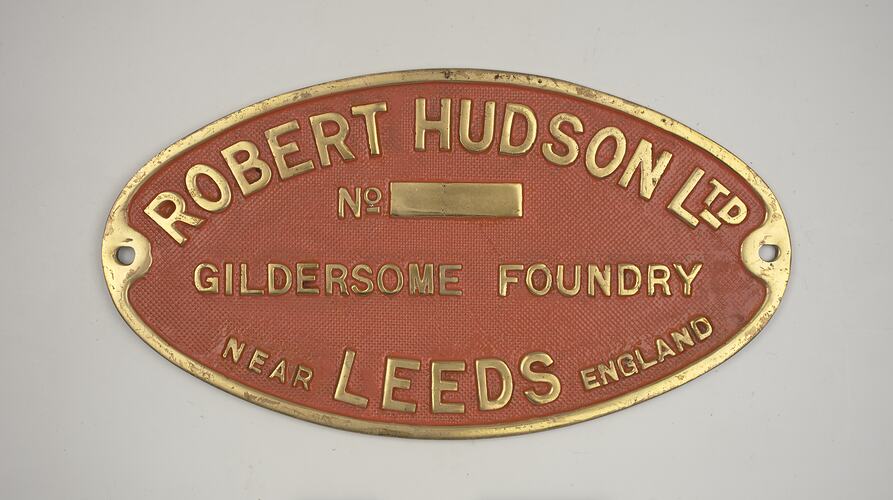 ROBERT HUDSON LTD
No
GILDERSOME FOUNDRY
NEAR LEEDS ENGLAND